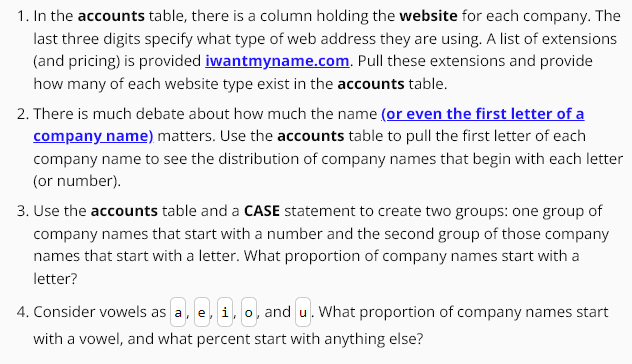 1. In the accounts table, there is a column holding the website for each company. The
last three digits specify what type of web address they are using. A list of extensions
(and pricing) is provided iwantmyname.com. Pull these extensions and provide
how many of each website type exist in the accounts table.
2. There is much debate about how much the name (or even the first letter of a
company name) matters. Use the accounts table to pull the first letter of each
company name to see the distribution of company names that begin with each letter
(or number).
3. Use the accounts table and a CASE statement to create two groups: one group of
company names that start with a number and the second group of those company
names that start with a letter. What proportion of company names start with a
letter?
4. Consider vowels as a, e, i, o, and u. What proportion of company names start
with a vowel, and what percent start with anything else?